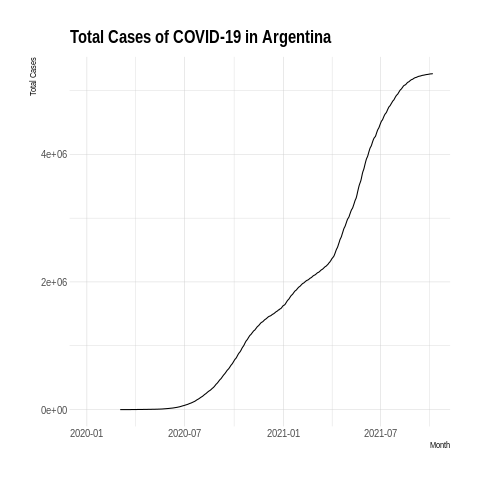 Total Cases of COVID-19 in Argentina
Total Cases
4e+06
2e+06
0e+00
2020-01 2020-07 2021-01 2021-07
Month